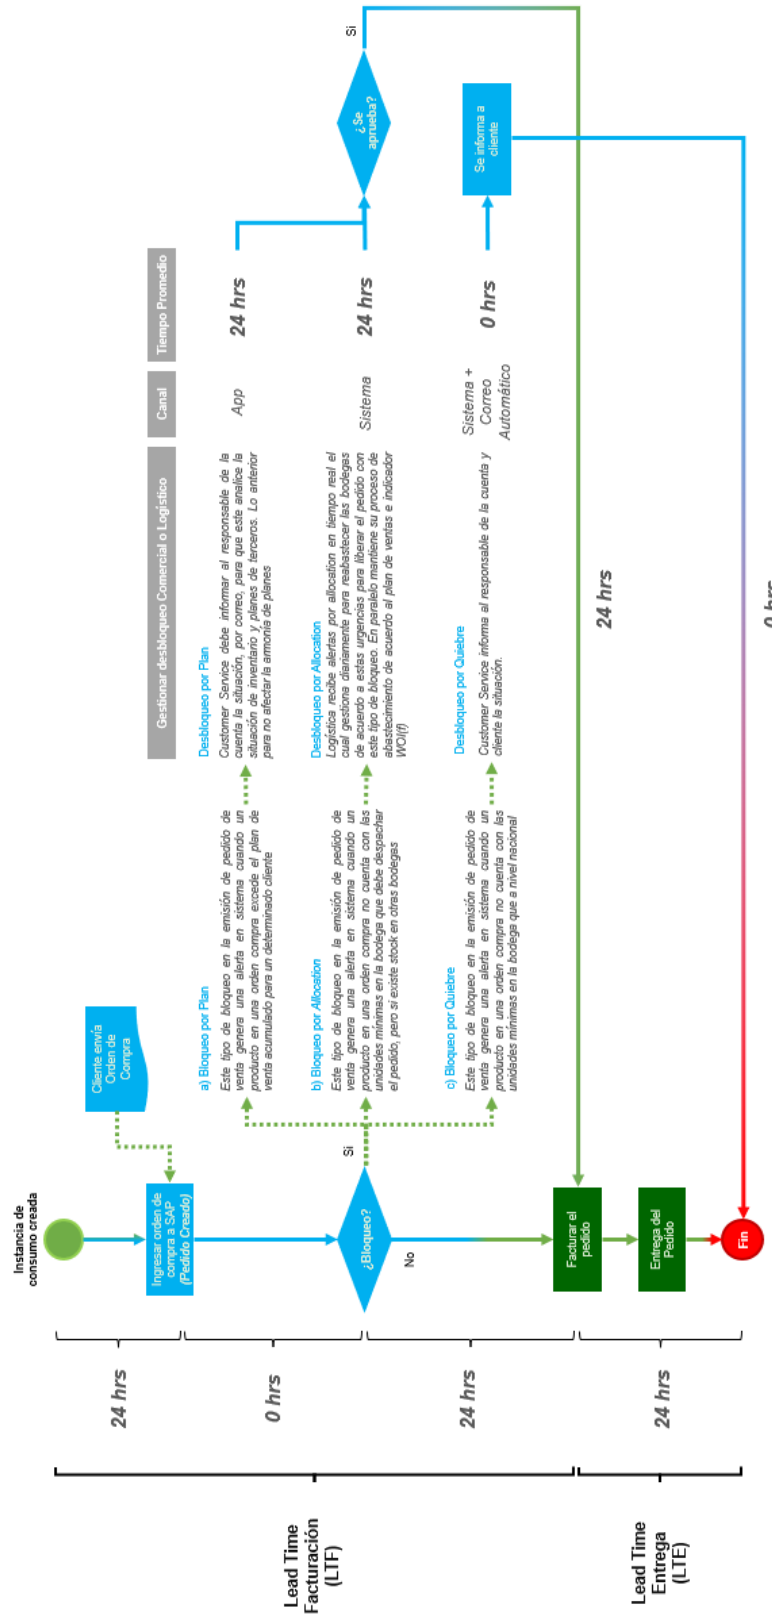 Instancia de
consumo creada
Cliente envía
Orden de
Compra
Ingresar orden de
compra a SAP
(Pedido Creado)
¿Bloqueo?
Si
No
a) Bloqueo por Plan
Este tipo de bloqueo en la emisión de pedido de
venta genera una alerta en sistema cuando un
producto en una orden compra excede el plan de
venta acumulado para un determinado cliente
b) Bloqueo por Allocation
Este tipo de bloqueo en la emisión de pedido de
venta genera una alerta en sistema cuando un
producto en una orden compra no cuenta con las
unidades mínimas en la bodega que debe despachar
el pedido, pero si existe stock en otras bodegas
c) Bloqueo por Quiebre
Este tipo de bloqueo en la emisión de pedido de
venta genera una alerta en sistema cuando un
producto en una orden compra no cuenta con las
unidades mínimas en la bodega que a nivel nacional
Gestionar desbloqueo Comercial o Logístico
Canal
Tiempo Promedio
Desbloqueo por Plan
Customer Service debe informar al responsable de la
cuenta la situación, por correo, para que este analice la
situación de inventario y planes de terceros. Lo anterior
para no afectar la armonía de planes
App
24 hrs
Desbloqueo por Allocation
Logística recibe alertas por allocation en tiempo real el
cual gestiona diariamente para reabastecer las bodegas
de acuerdo a estas urgencias para liberar el pedido con
este tipo de bloqueo. En paralelo mantiene su proceso de
abastecimiento de acuerdo al plan de ventas e indicador
WOI(f)
Sistema
24 hrs
Desbloqueo por Quiebre
Customer Service informa al responsable de la cuenta y
cliente la situación.
Sistema +
Correo
Automático
0 hrs
¿Se
aprueba?
Si
Se informa a
cliente
24 hrs
0 hrs
Facturar el
pedido
Entrega del
Pedido
Fin
24 hrs
0 hrs
24 hrs
24 hrs
Lead Time
Facturación
(LTF)
Lead Time
Entrega
(LTE)